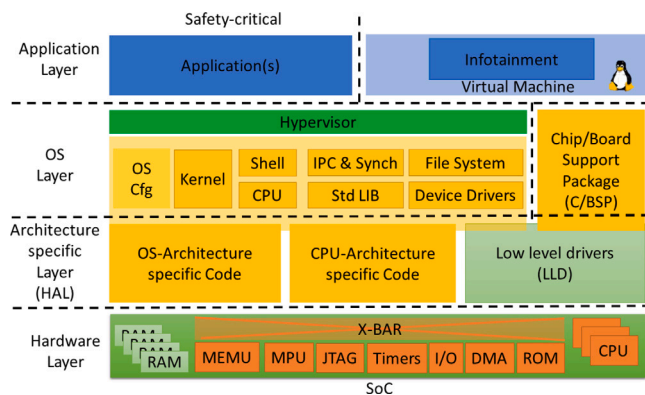 Safety-critical
Application
Layer
Application(s)
Infotainment
Virtual Machine
Hypervisor
OS
Layer
OS
Cfg
Kernel
Shell
IPC & Synch
File System
CPU
Std LIB
Device Drivers
Chip/Board
Support
Package
(C/BSP)
Architecture
specific
Layer
(HAL)
OS-Architecture
specific Code
CPU-Architecture
specific Code
Low level drivers
(LLD)
Hardware
Layer
RAM
RAM
RAM
RAM
X-BAR
MEMU
MPU
JTAG
Timers
I/O
DMA
ROM
CPU
SoC